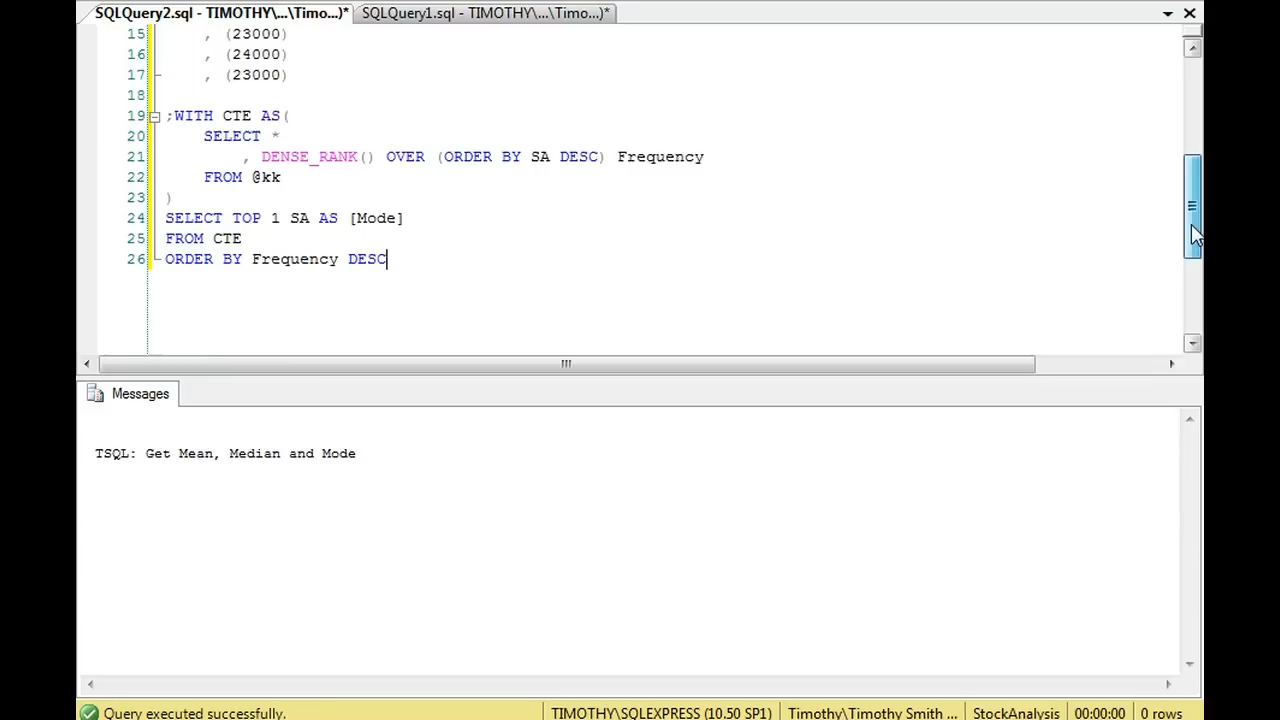 SQLQuery2.sql - TIMOTHY\...\Timo...)* SQLQuery1.sql - TIMOTHY\...\Timo...)*
15 , (23000)
16 , (24000)
17 , (23000)
18
19 ;WITH CTE AS(
20 SELECT *
21 , DENSE_RANK() OVER (ORDER BY SA DESC) Frequency
22 FROM @kk
23 )
24 SELECT TOP 1 SA AS [Mode]
25 FROM CTE
26 ORDER BY Frequency DESC
Messages
TSQL: Get Mean, Median and Mode
Query executed successfully. TIMOTHY\SQLEXPRESS (10.50 SP1) Timothy\Timothy Smith ... StockAnalysis 00:00:00 0 rows